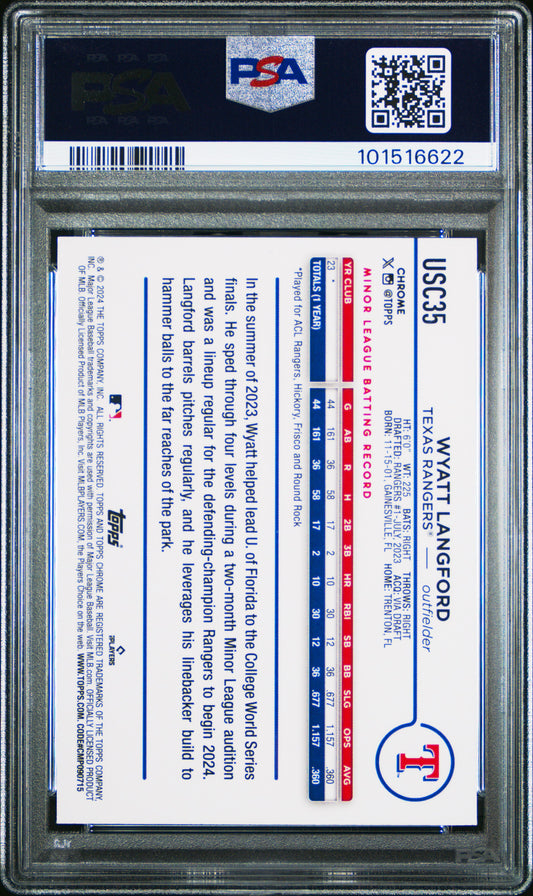 PSA
PSA
101516622
USC35
CHROME
@TOPPS
WYATT LANGFORD
TEXAS RANGERS® — outfielder
HT: 6'0" WT: 225 BATS: RIGHT THROWS: RIGHT
DRAFTED: RANGERS #1-JULY, 2023 ACQ: VIA DRAFT
BORN: 11-15-01, GAINESVILLE, FL HOME: TRENTON, FL
T
MINOR LEAGUE BATTING RECORD
YR CLUB G AB R H 2B 3B HR RBI SB BB SLG OPS AVG
23 * 44 161 36 58 17 2 10 30 12 36 .677 1.157 .360
TOTALS (1 YEAR) 44 161 36 58 17 2 10 30 12 36 .677 1.157 .360
*Played for ACL Rangers, Hickory, Frisco and Round Rock
In the summer of 2023, Wyatt helped lead U. of Florida to the College World Series
finals. He sped through four levels during a two-month Minor League audition
and was a lineup regular for the defending-champion Rangers to begin 2024.
Langford barrels pitches regularly, and he leverages his linebacker build to
hammer balls to the far reaches of the park.
topps
PLAYERS
® & © 2024 THE TOPPS COMPANY, INC. ALL RIGHTS RESERVED. TOPPS AND TOPPS CHROME ARE REGISTERED TRADEMARKS OF THE TOPPS COMPANY,
INC. Major League Baseball trademarks and copyrights are used with permission of Major League Baseball. Visit MLB.com. OFFICIALLY LICENSED PRODUCT
OF MLB. Officially Licensed Product of MLB Players, Inc. Visit MLBPLAYERS.COM, the Players Choice on the web. WWW.TOPPS.COM. CODE#CMP090715
PSA